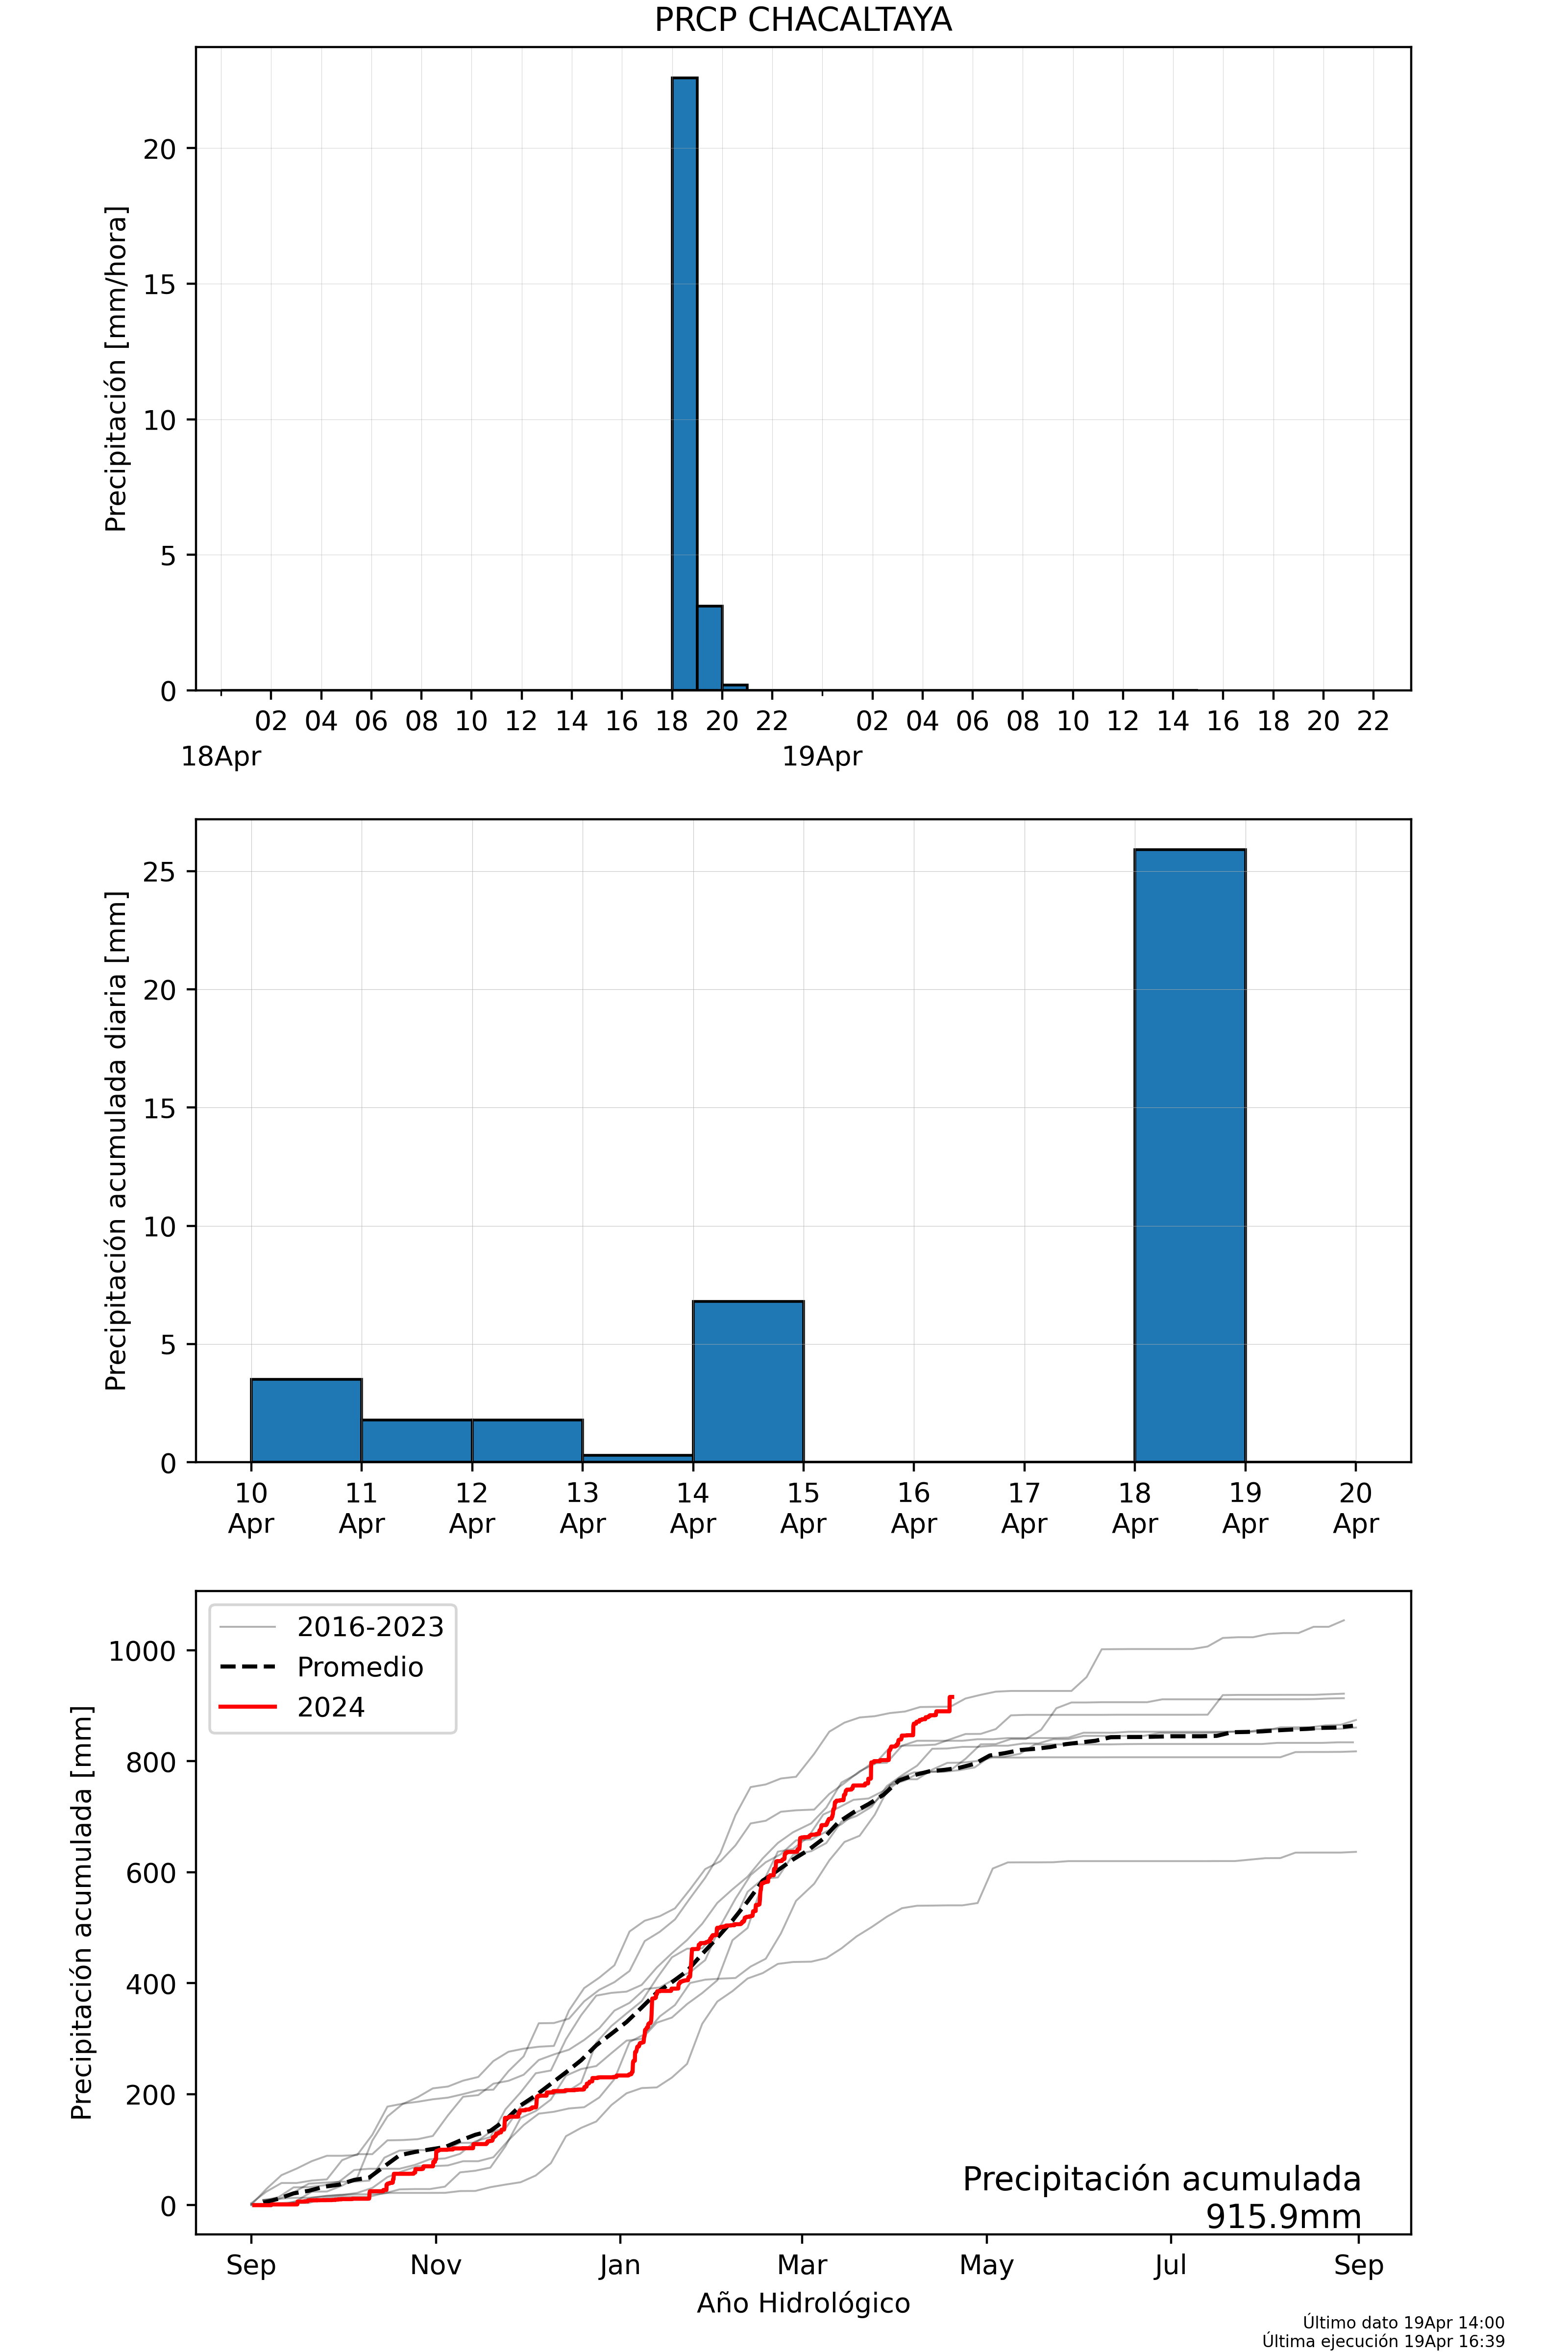 PRCP CHACALTAYA
Precipitación [mm/hora]
20
15
10
5
0
02 04 06 08 10 12 14 16 18 20 22 02 04 06 08 10 12 14 16 18 20 22
18Apr 19Apr
Precipitación acumulada diaria [mm]
25
20
15
10
5
0
10 11 12 13 14 15 16 17 18 19 20
Apr Apr Apr Apr Apr Apr Apr Apr Apr Apr Apr
Precipitación acumulada [mm]
1000
800
600
400
200
0
2016-2023
Promedio
2024
Precipitación acumulada
915.9mm
Sep Nov Jan Mar May Jul Sep
Año Hidrológico
Último dato 19Apr 14:00
Última ejecución 19Apr 16:39